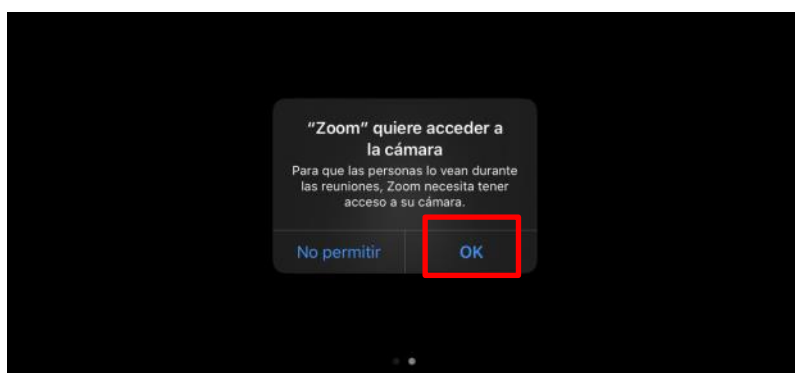 “Zoom” quiere acceder a
la cámara
Para que las personas lo vean durante
las reuniones, Zoom necesita tener
acceso a su cámara.
No permitir
OK